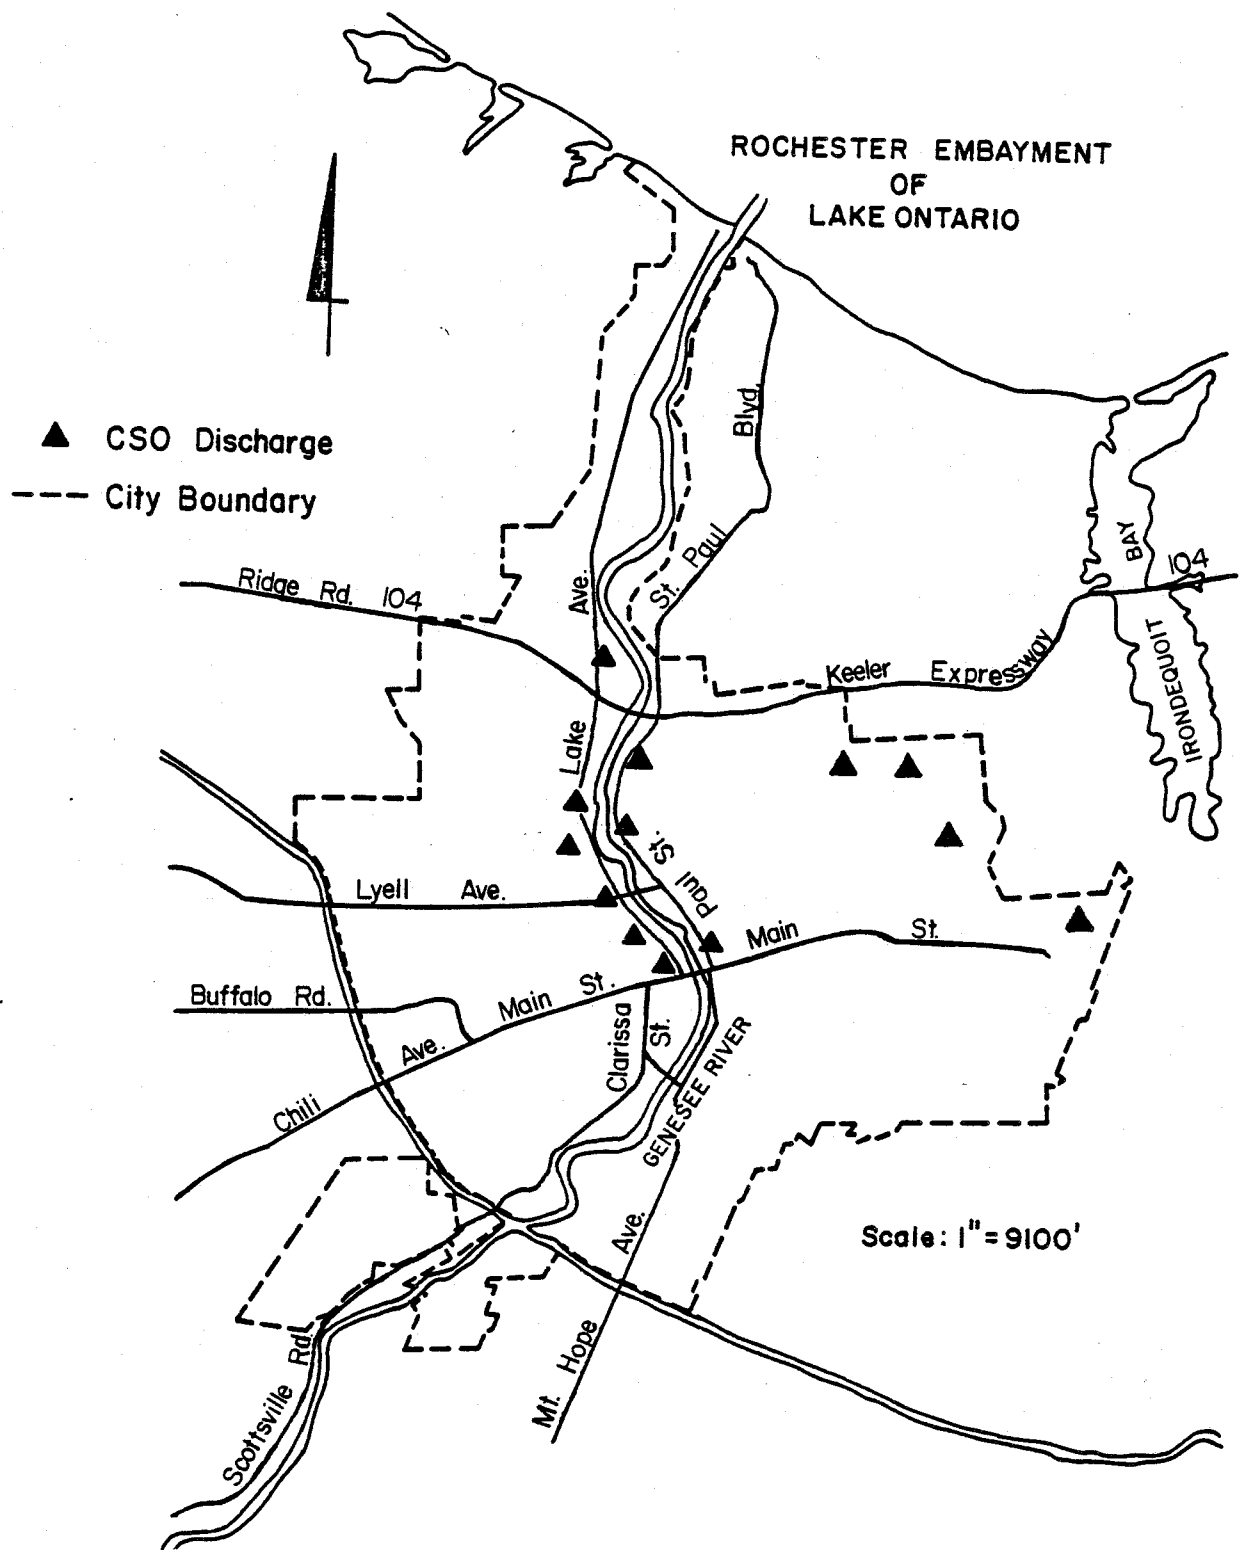 ROCHESTER EMBAYMENT
OF
LAKE ONTARIO
CSO Discharge
City Boundary
Blvd.
St. Paul
BAY
104
Ridge Rd. 104
Ave.
IRONDEQUOIT
Keeler Expressway
Lake
Paul St.
Lyell Ave.
Main St.
Buffalo Rd.
Main St.
Clarissa St.
GENESEE RIVER
Chili Ave.
Scale: 1" = 9100'
Mt. Hope Ave.
Scottsville Rd.